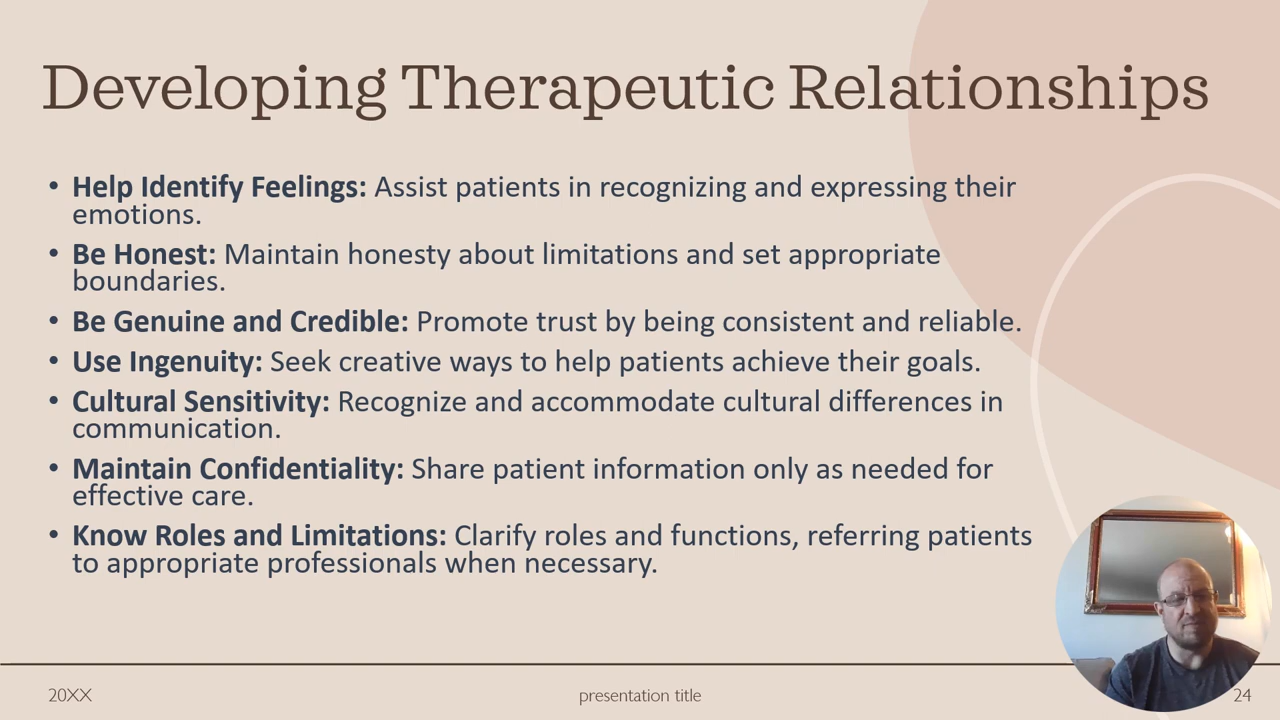 Developing Therapeutic Relationships
• Help Identify Feelings: Assist patients in recognizing and expressing their
emotions.
• Be Honest: Maintain honesty about limitations and set appropriate
boundaries.
• Be Genuine and Credible: Promote trust by being consistent and reliable.
• Use Ingenuity: Seek creative ways to help patients achieve their goals.
• Cultural Sensitivity: Recognize and accommodate cultural differences in
communication.
• Maintain Confidentiality: Share patient information only as needed for
effective care.
• Know Roles and Limitations: Clarify roles and functions, referring patients
to appropriate professionals when necessary.
20XX
presentation title
24